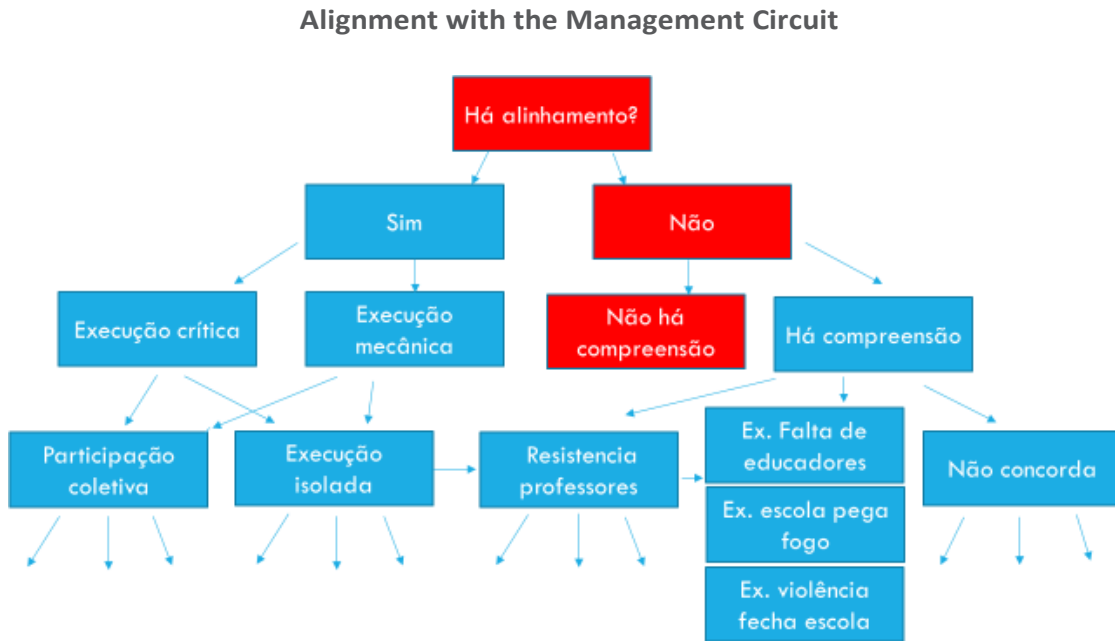 Alignment with the Management Circuit
Há alinhamento?
Sim
Não
Execução crítica
Execução
mecânica
Não há
compreensão
Há compreensão
Participação
coletiva
Execução
isolada
Resistencia
professores
Ex. Falta de
educadores
Ex. escola pega
fogo
Ex. violência
fecha escola
Não concorda